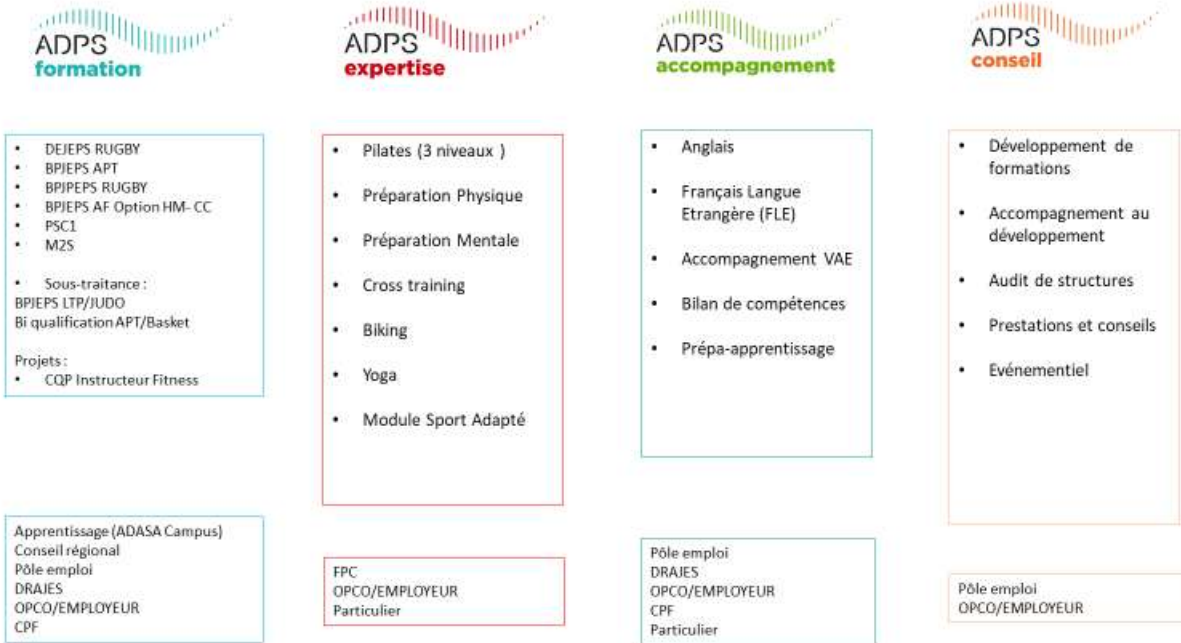 ADPS
formation
• DEJEPS RUGBY
• BPJEPS APT
• BPJPEPS RUGBY
• BPJEPS AF Option HM- CC
• PSC1
• M2S
• Sous-traitance :
BPJEPS LTP/JUDO
Bi qualification APT/Basket
Projets :
• CQP Instructeur Fitness
Apprentissage (ADASA Campus)
Conseil régional
Pôle emploi
DRAJES
OPCO/EMPLOYEUR
CPF
ADPS
expertise
• Pilates (3 niveaux )
• Préparation Physique
• Préparation Mentale
• Cross training
• Biking
• Yoga
• Module Sport Adapté
FPC
OPCO/EMPLOYEUR
Particulier
ADPS
accompagnement
• Anglais
• Français Langue
Etrangère (FLE)
• Accompagnement VAE
• Bilan de compétences
• Prépa-apprentissage
Pôle emploi
DRAJES
OPCO/EMPLOYEUR
CPF
Particulier
ADPS
conseil
• Développement de
formations
• Accompagnement au
développement
• Audit de structures
• Prestations et conseils
• Evénementiel
Pôle emploi
OPCO/EMPLOYEUR